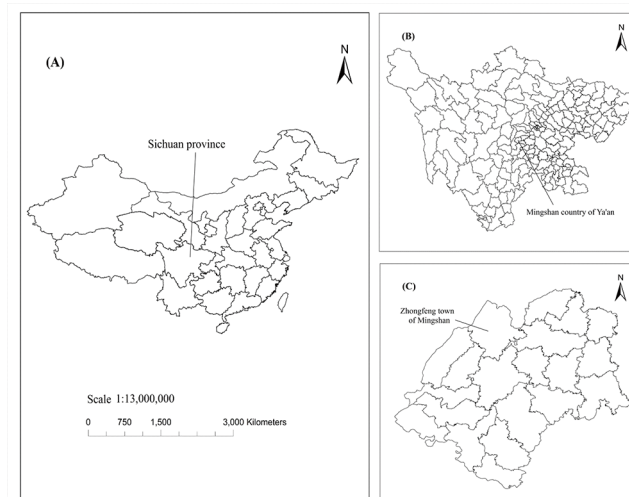 (A)
N
Sichuan province
Scale 1:13,000,000
0 750 1,500 3,000 Kilometers
(B)
N
Mingshan country of Ya'an
(C)
N
Zhongfeng town
of Mingshan